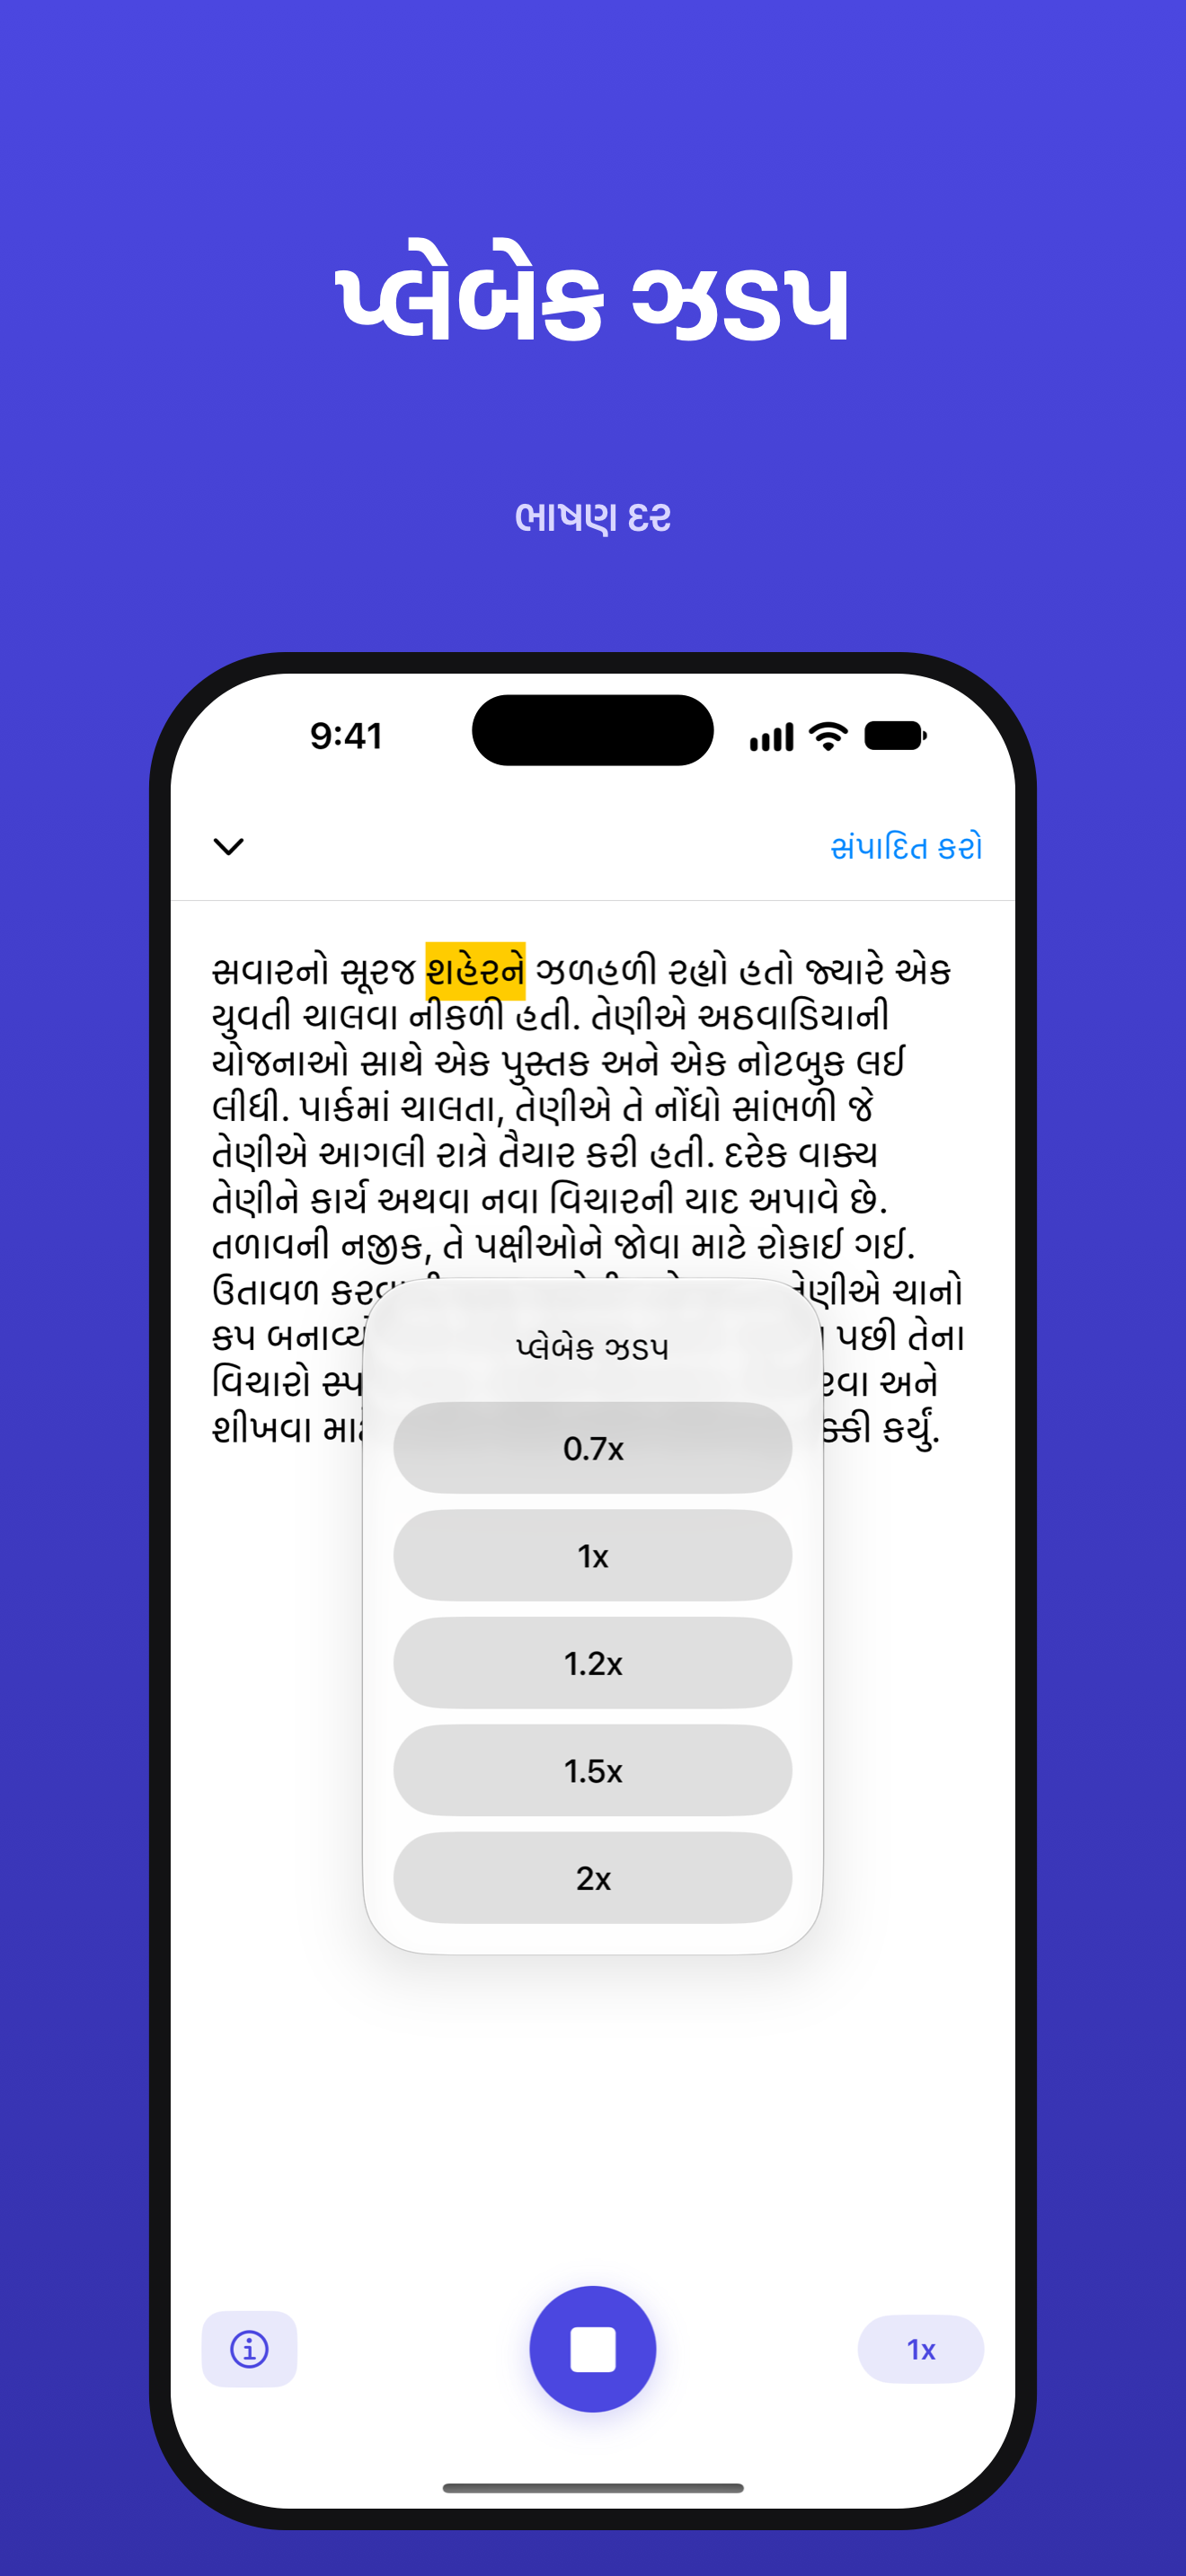 પ્લેબેક ઝડપ
ભાષણ દર
9:41
સંપાદિત કરો
સવારનો સૂરજ શહેરને ઝળહળી રહ્યો હતો જ્યારે એક
યુવતી ચાલવા નીકળી હતી. તેણીએ અઠવાડિયાની
યોજનાઓ સાથે એક પુસ્તક અને એક નોટબુક લઈ
લીધી. પાર્કમાં ચાલતા, તેણીએ તે નોંધો સાંભળી જે
તેણીએ આગલી રાત્રે તૈયાર કરી હતી. દરેક વાક્ય
તેણીને કાર્ય અથવા નવા વિચારની યાદ અપાવે છે.
તળાવની નજીક, તે પક્ષીઓને જોવા માટે રોકાઈ ગઈ.
ઉતાવળ ચાનો
કપ પછી તેના
વિચારો અને
શીખવા કર્યું.
પ્લેબેક ઝડપ
0.7x
1x
1.2x
1.5x
2x
1x